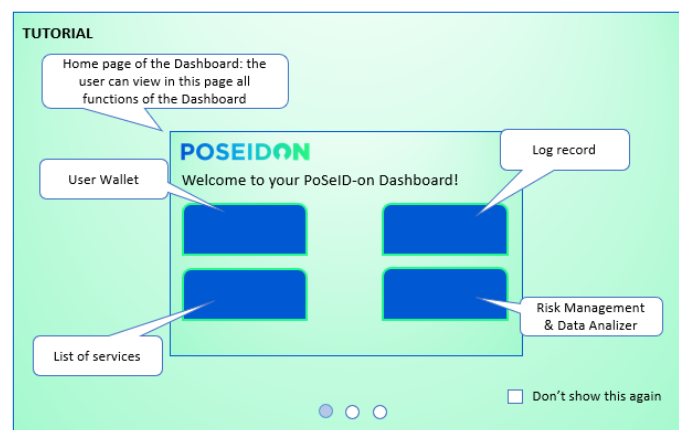 TUTORIAL
Home page of the Dashboard: the
user can view in this page all
functions of the Dashboard
POSEIDON
Log record
User Wallet
Welcome to your PoSeID-on Dashboard!
Risk Management
& Data Analizer
List of services
Don't show this again